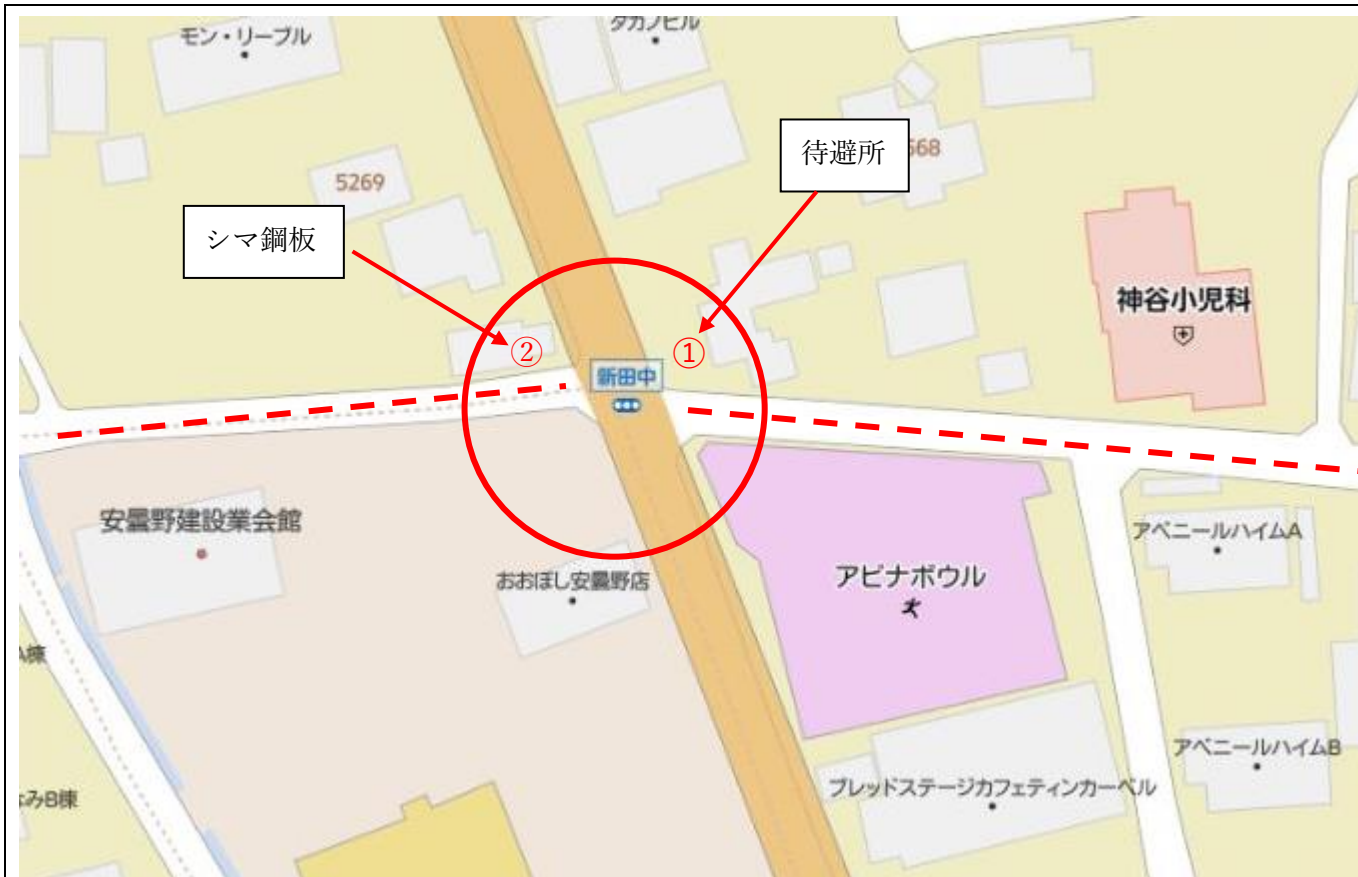 モン・リーブル
タカノビル
待避所
568
5269
シマ鋼板
神谷小児科
②
①
新田中
安曇野建設業会館
アベニールハイムA
おおぼし安曇野店
アピナボウル
棟
アベニールハイムB
ブレッドステージカフェティンカーベル
みB棟